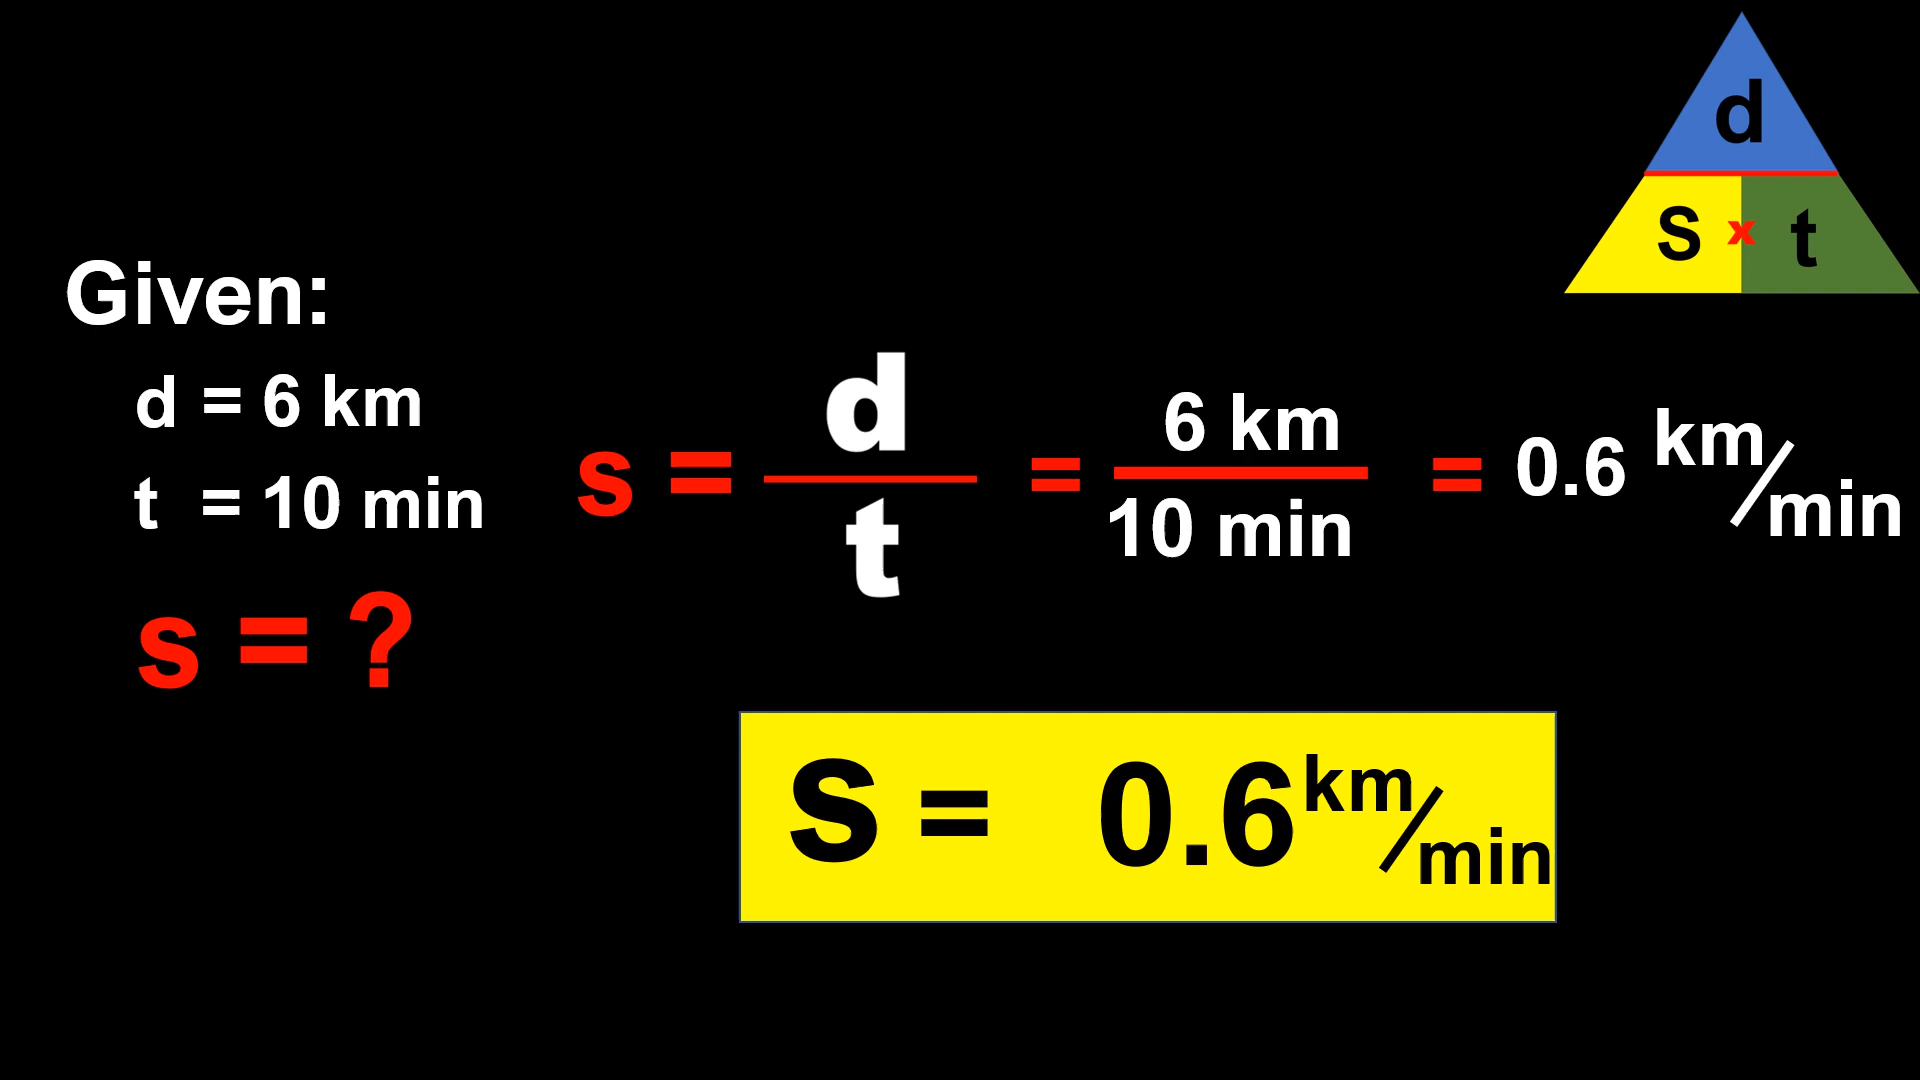 d
S x t
Given:
d = 6 km
t = 10 min
s = ?
s = d
t
= 6 km
10 min
= 0.6 km/min
S = 0.6 km/min